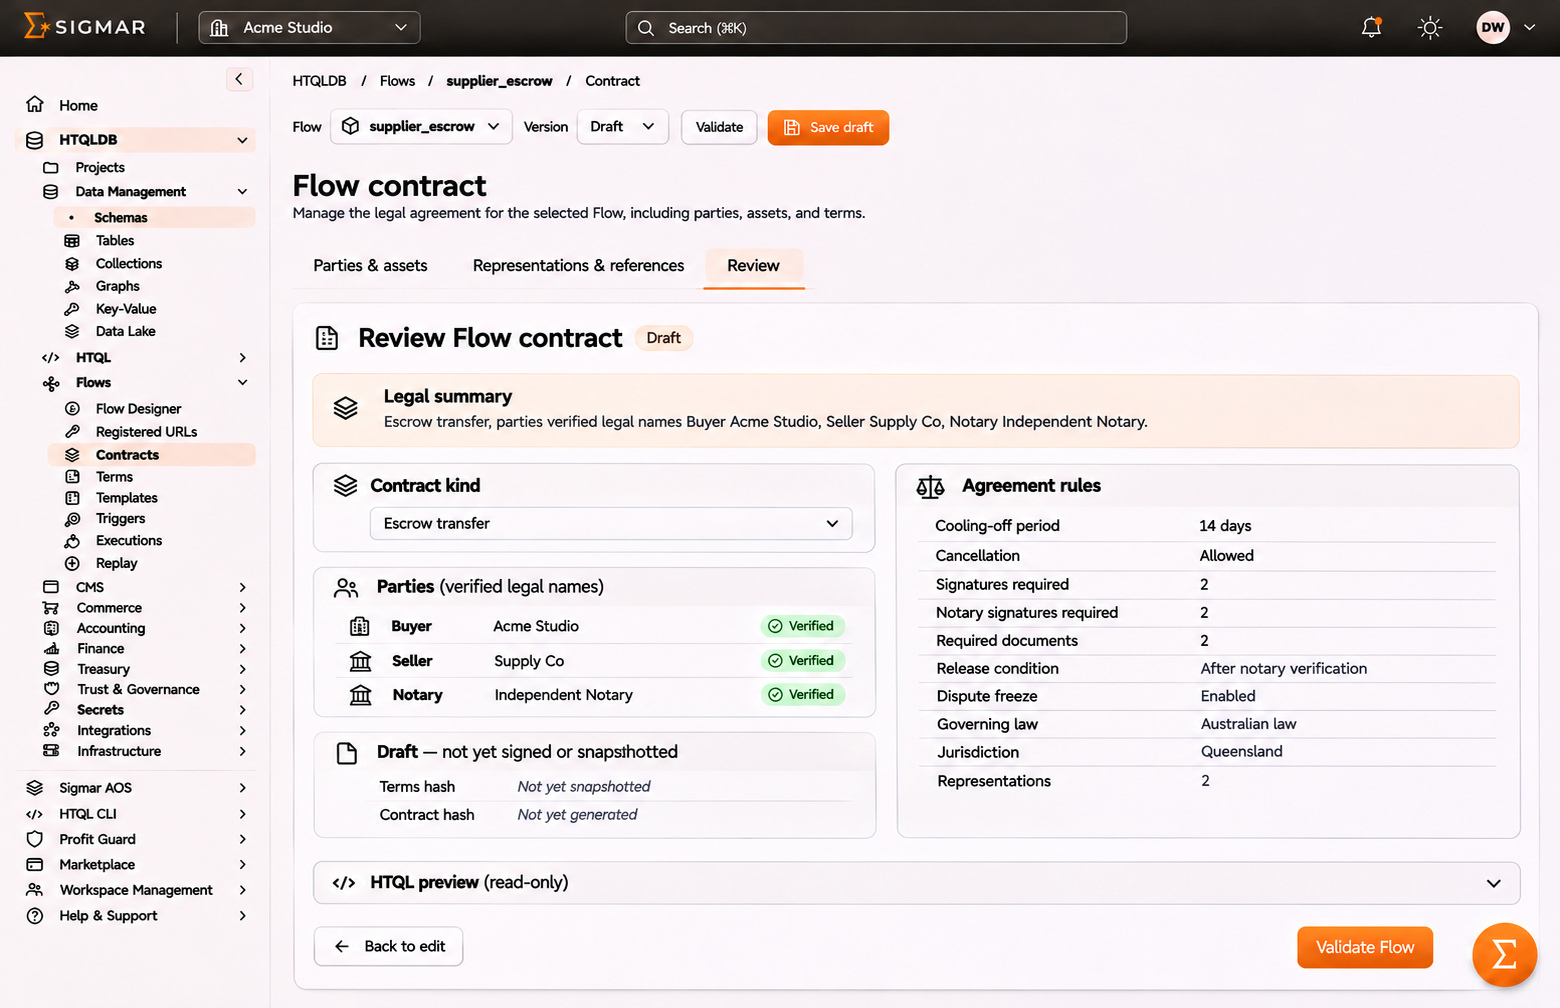 SIGMAR
Acme Studio
Search (⌘K)
DW
Home
HTQLDB
Projects
Data Management
Schemas
Tables
Collections
Graphs
Key-Value
Data Lake
HTQL
Flows
Flow Designer
Registered URLs
Contracts
Terms
Templates
Triggers
Executions
Replay
CMS
Commerce
Accounting
Finance
Treasury
Trust & Governance
Secrets
Integrations
Infrastructure
Sigmar AOS
HTQL CLI
Profit Guard
Marketplace
Workspace Management
Help & Support
HTQLDB / Flows / supplier_escrow / Contract
Flow supplier_escrow Version Draft Validate Save draft
Flow contract
Manage the legal agreement for the selected Flow, including parties, assets, and terms.
Parties & assets Representations & references Review
Review Flow contract Draft
Legal summary
Escrow transfer, parties verified legal names Buyer Acme Studio, Seller Supply Co, Notary Independent Notary.
Contract kind
Escrow transfer
Parties (verified legal names)
Buyer Acme Studio Verified
Seller Supply Co Verified
Notary Independent Notary Verified
Draft — not yet signed or snapshotted
Terms hash Not yet snapshotted
Contract hash Not yet generated
Agreement rules
Cooling-off period 14 days
Cancellation Allowed
Signatures required 2
Notary signatures required 2
Required documents 2
Release condition After notary verification
Dispute freeze Enabled
Governing law Australian law
Jurisdiction Queensland
Representations 2
HTQL preview (read-only)
Back to edit
Validate Flow